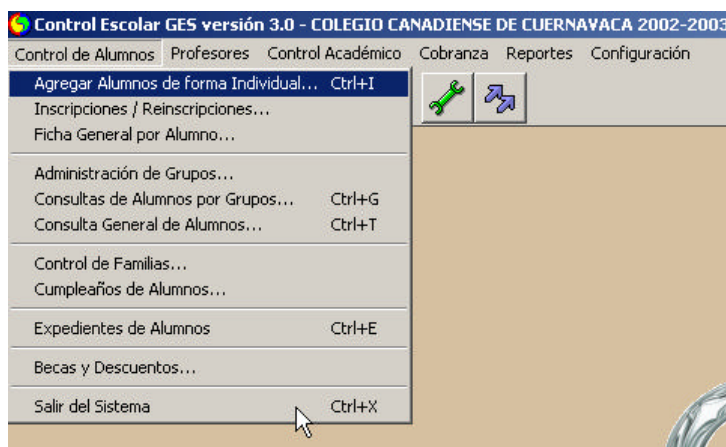 Control Escolar GES versión 3.0 - COLEGIO CANADIENSE DE CUERNAVACA 2002-2003
Control de Alumnos Profesores Control Académico Cobranza Reportes Configuración
Agregar Alumnos de forma Individual... Ctrl+I
Inscripciones / Reinscripciones...
Ficha General por Alumno...
Administración de Grupos...
Consultas de Alumnos por Grupos... Ctrl+G
Consulta General de Alumnos... Ctrl+T
Control de Familias...
Cumpleaños de Alumnos...
Expedientes de Alumnos Ctrl+E
Becas y Descuentos...
Salir del Sistema Ctrl+X